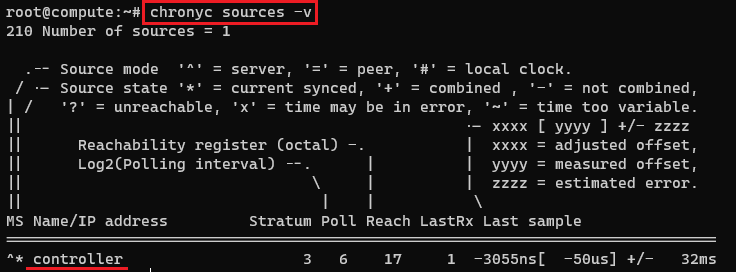 root@compute:~# chronyc sources -v
210 Number of sources = 1

  .-- Source mode  '^' = server, '=' = peer, '#' = local clock.
 / .- Source state '*' = current synced, '+' = combined , '-' = not combined,
| /   '?' = unreachable, 'x' = time may be in error, '~' = time too variable.
||                                                 .- xxxx [ yyyy ] +/- zzzz
||      Reachability register (octal) -.           |  xxxx = adjusted offset,
||      Log2(Polling interval) --.      |          |  yyyy = measured offset,
||                                \     |          |  zzzz = estimated error.
||                                 |    |           \
MS Name/IP address         Stratum Poll Reach LastRx Last sample
===============================================================================
^* controller                    3   6    17     1  -3055ns[  -50us] +/-   32ms